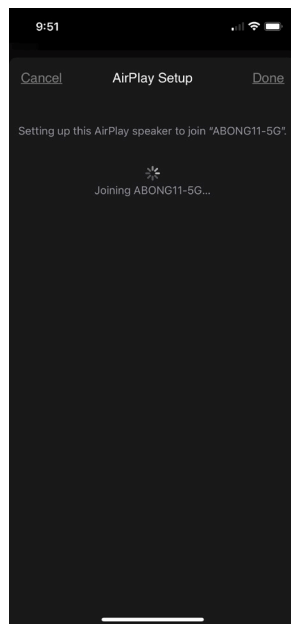 9:51
Cancel AirPlay Setup Done
Setting up this AirPlay speaker to join “ABONG11-5G”.
Joining ABONG11-5G...